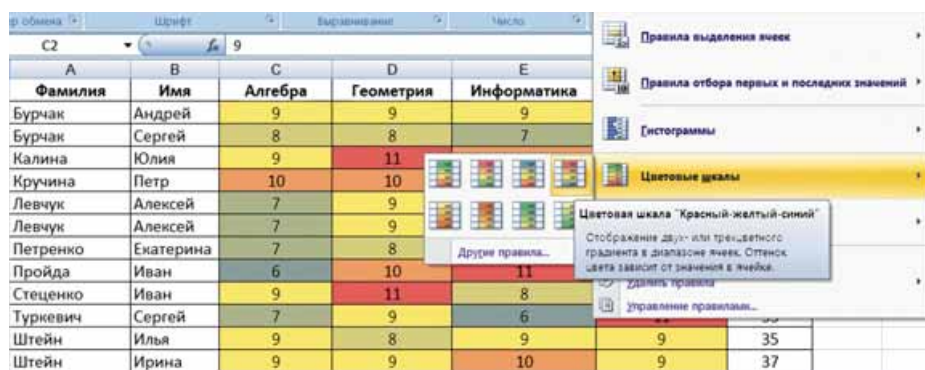 р обмена Шрифт Выравнивание Число
C2 fx 9
A B C D E
Фамилия Имя Алгебра Геометрия Информатика
Бурчак Андрей 9 9 9
Бурчак Сергей 8 8 7
Калина Юлия 9 11
Кручина Петр 10 10
Левчук Алексей 7 9
Левчук Алексей 7 9
Петренко Екатерина 7 8
Пройда Иван 6 10 11
Стеценко Иван 9 11 8
Туркевич Сергей 7 9 6
Штейн Илья 9 8 9 9 35
Штейн Ирина 9 9 10 9 37
Правила выделения ячеек
Правила отбора первых и последних значений
Гистограммы
Цветовые шкалы
Другие правила...
Цветовая шкала "Красный-желтый-синий"
Отображение двух- или трехцветного
градиента в диапазоне ячеек. Оттенок
цвета зависит от значения в ячейке.
Удалить правила
Управление правилами...